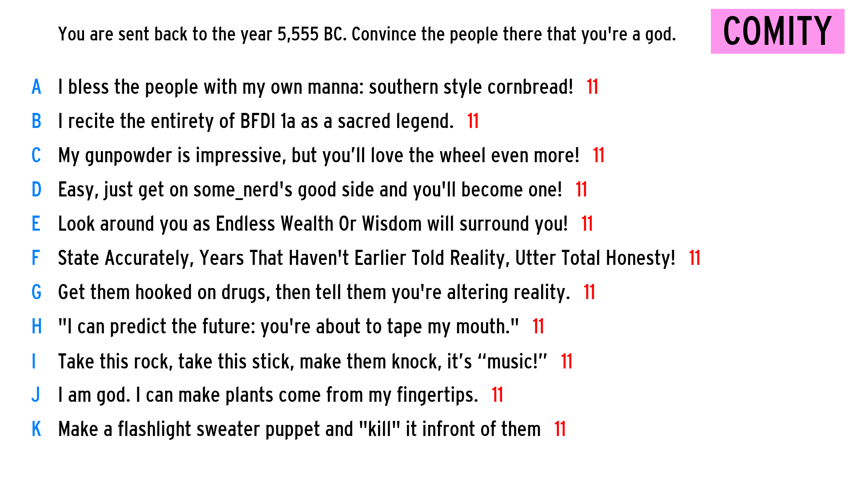 You are sent back to the year 5,555 BC. Convince the people there that you're a god.
COMITY
A I bless the people with my own manna: southern style cornbread! 11
B I recite the entirety of BFDI 1a as a sacred legend. 11
C My gunpowder is impressive, but you’ll love the wheel even more! 11
D Easy, just get on some_nerd's good side and you'll become one! 11
E Look around you as Endless Wealth Or Wisdom will surround you! 11
F State Accurately, Years That Haven't Earlier Told Reality, Utter Total Honesty! 11
G Get them hooked on drugs, then tell them you're altering reality. 11
H "I can predict the future: you're about to tape my mouth." 11
I Take this rock, take this stick, make them knock, it’s “music!” 11
J I am god. I can make plants come from my fingertips. 11
K Make a flashlight sweater puppet and "kill" it infront of them 11